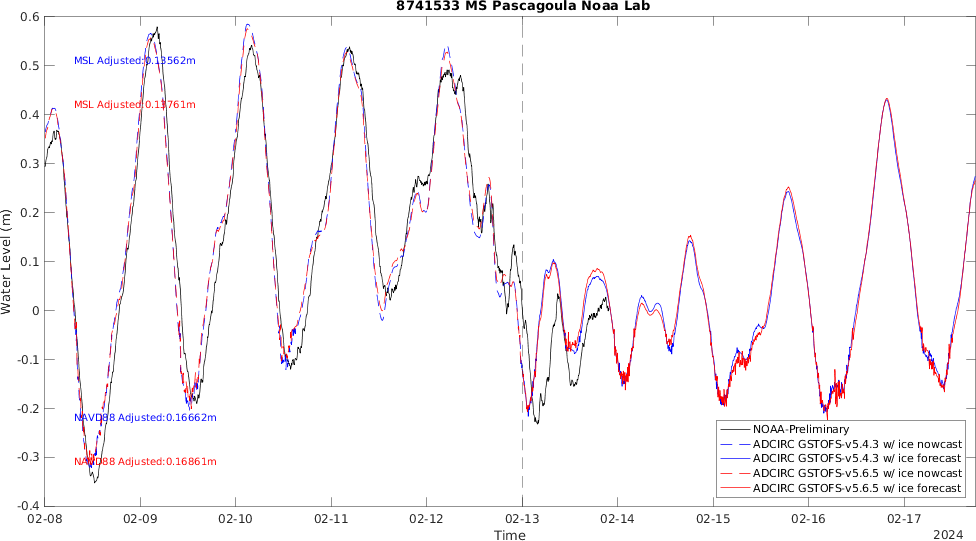 8741533 MS Pascagoula Noaa Lab
0.6
0.5
0.4
0.3
0.2
0.1
0
-0.1
-0.2
-0.3
-0.4
Water Level (m)
MSL Adjusted:0.13562m
MSL Adjusted:0.13761m
NAVD88 Adjusted:0.16662m
NAVD88 Adjusted:0.16861m
NOAA-Preliminary
ADCIRC GSTOFS-v5.4.3 w/ ice nowcast
ADCIRC GSTOFS-v5.4.3 w/ ice forecast
ADCIRC GSTOFS-v5.6.5 w/ ice nowcast
ADCIRC GSTOFS-v5.6.5 w/ ice forecast
02-08 02-09 02-10 02-11 02-12 02-13 02-14 02-15 02-16 02-17
Time
2024